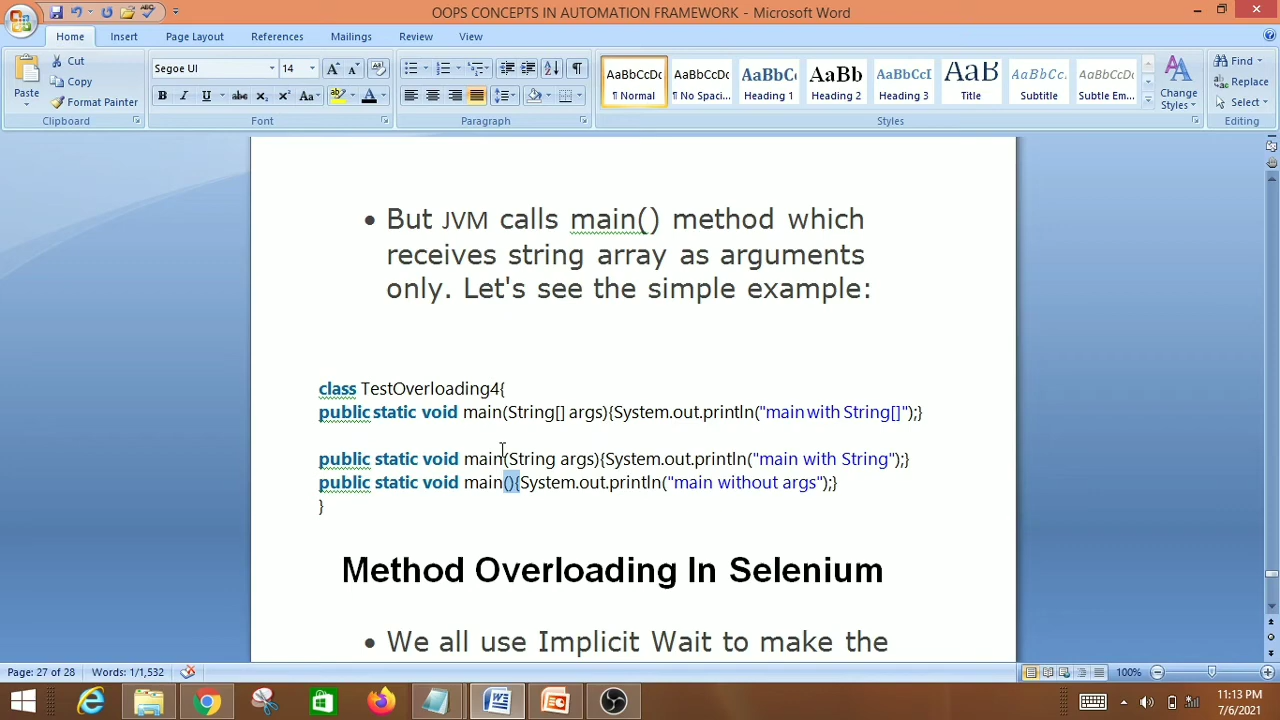 OOPS CONCEPTS IN AUTOMATION FRAMEWORK - Microsoft Word
Home Insert Page Layout References Mailings Review View
Paste
Cut
Copy
Format Painter
Clipboard
Segoe UI 14
B I U abc x₂ x² Aa
Font
Paragraph
AaBbCcDc AaBbCcDc AaBbC AaBb AaBbCcI AaB AaBbCc. AaBbCcDc
¶ Normal ¶ No Spaci... Heading 1 Heading 2 Heading 3 Title Subtitle Subtle Em...
Styles
Change
Styles
Find
Replace
Select
Editing
• But JVM calls main() method which
receives string array as arguments
only. Let's see the simple example:
class TestOverloading4{
public static void main(String[] args){System.out.println("main with String[]");}
public static void main(String args){System.out.println("main with String");}
public static void main(){System.out.println("main without args");}
}
Method Overloading In Selenium
• We all use Implicit Wait to make the
Page: 27 of 28 Words: 1/1,532 100%
11:13 PM
7/6/2021